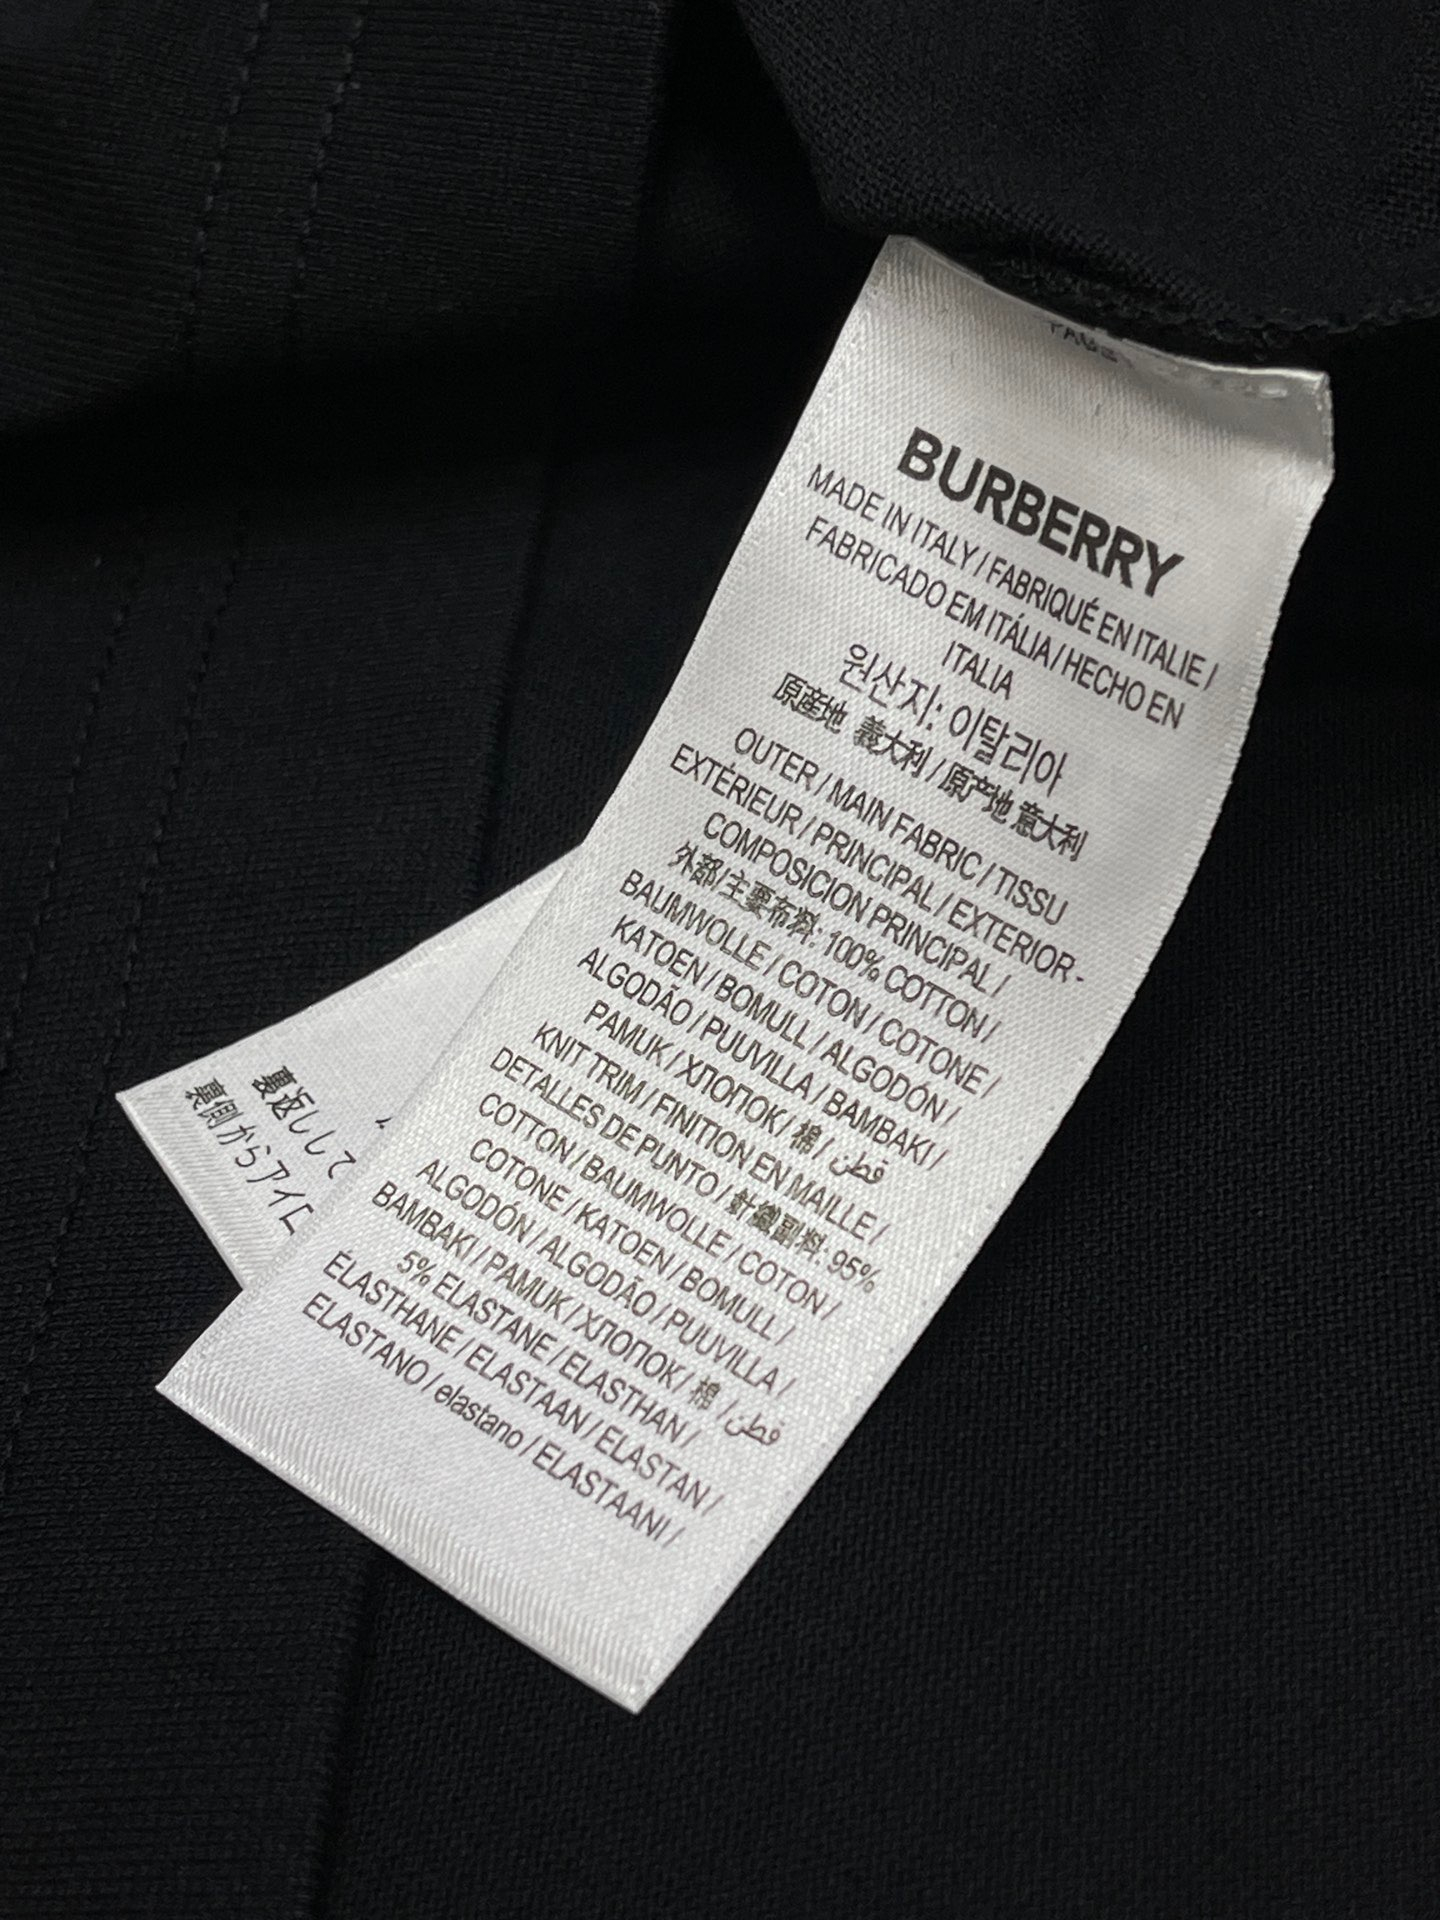 BURBERRY
MADE IN ITALY / FABRIQUÉ EN ITALIE /
FABRICADO EM ITÁLIA / HECHO EN
ITALIA
원산지: 이탈리아
原産地 義大利 / 原产地 意大利
OUTER / MAIN FABRIC / TISSU
EXTÉRIEUR / PRINCIPAL / EXTERIOR -
COMPOSICION PRINCIPAL /
外部/主要布料: 100% COTTON /
BAUMWOLLE / COTON / COTONE /
KATOEN / BOMULL / ALGODÓN /
ALGODÃO / PUUVILLA / BAMBAKI /
PAMUK / ХЛОПОК / 棉 / قطن
KNIT TRIM / FINITION EN MAILLE /
DETALLES DE PUNTO / 針織副料: 95%
COTTON / BAUMWOLLE / COTON /
COTONE / KATOEN / BOMULL /
ALGODÓN / ALGODÃO / PUUVILLA /
BAMBAKI / PAMUK / ХЛОПОК / 棉 / قطن
5% ELASTANE / ELASTHAN /
ÉLASTHANE / ELASTAAN / ELASTAN /
ELASTANO / elastano / ELASTAANI /
裏返しして
裏側からアイロ